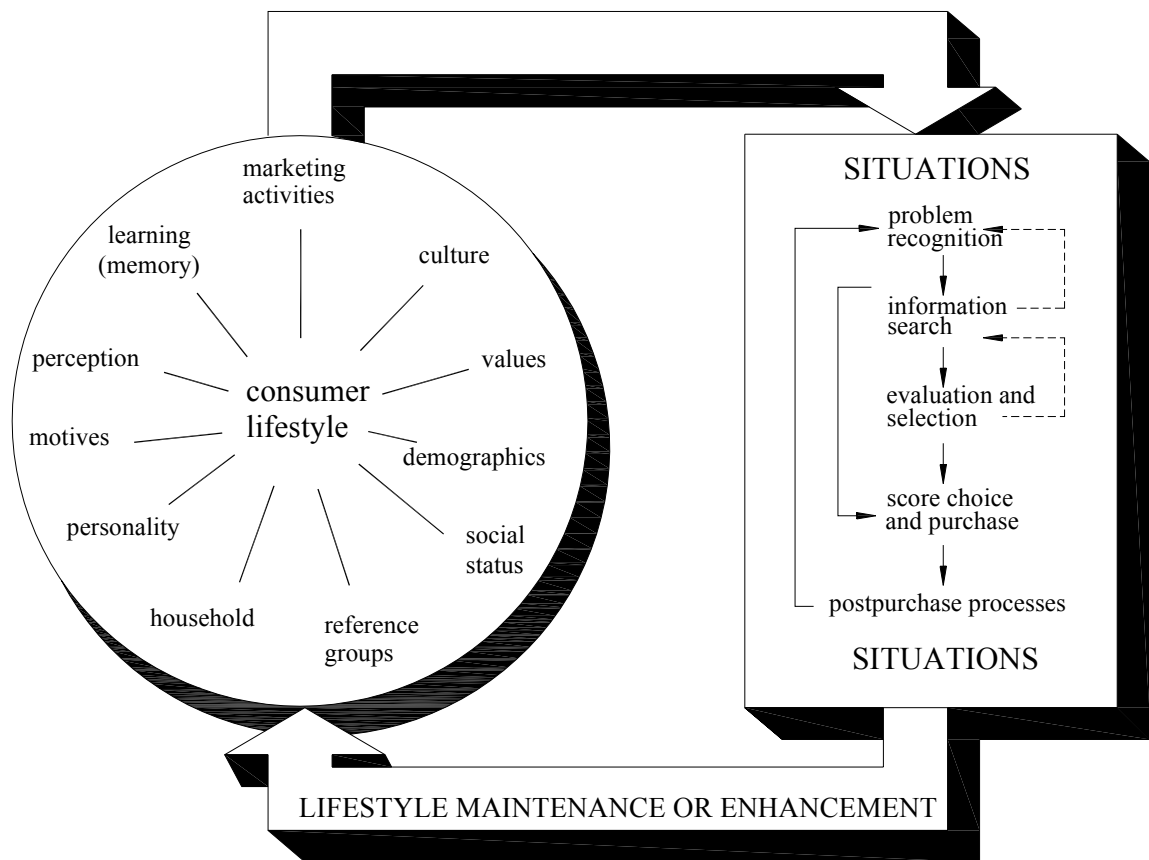 marketing
activities
learning
(memory)
culture
perception
values
consumer
lifestyle
motives
demographics
personality
social
status
household
reference
groups
SITUATIONS
problem
recognition
information
search
evaluation and
selection
score choice
and purchase
postpurchase processes
SITUATIONS
LIFESTYLE MAINTENANCE OR ENHANCEMENT